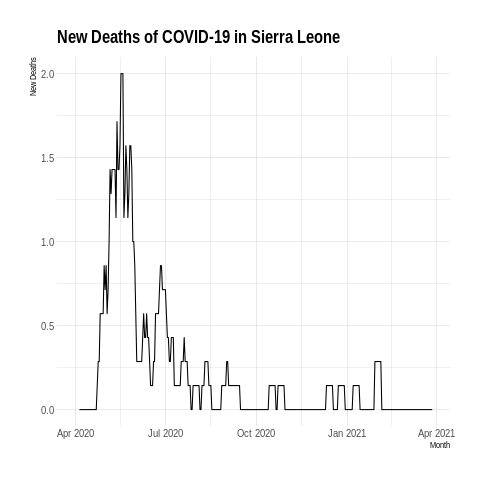 New Deaths of COVID-19 in Sierra Leone
New Deaths
2.0
1.5
1.0
0.5
0.0
Apr 2020
Jul 2020
Oct 2020
Jan 2021
Apr 2021
Month